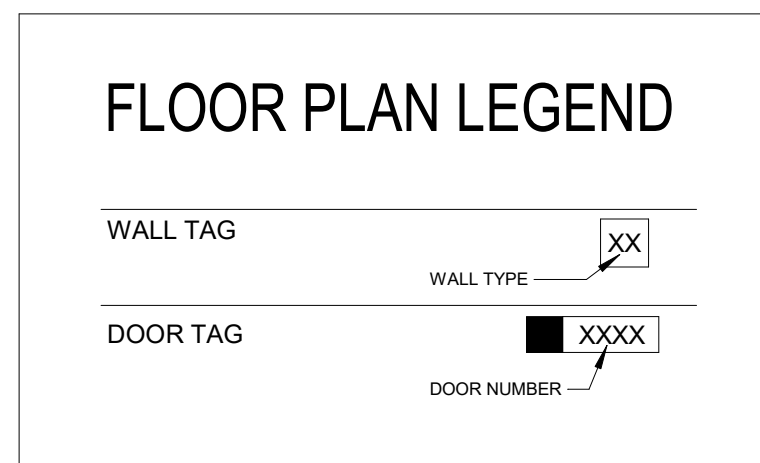 FLOOR PLAN LEGEND
WALL TAG
XX
WALL TYPE
DOOR TAG
XXXX
DOOR NUMBER